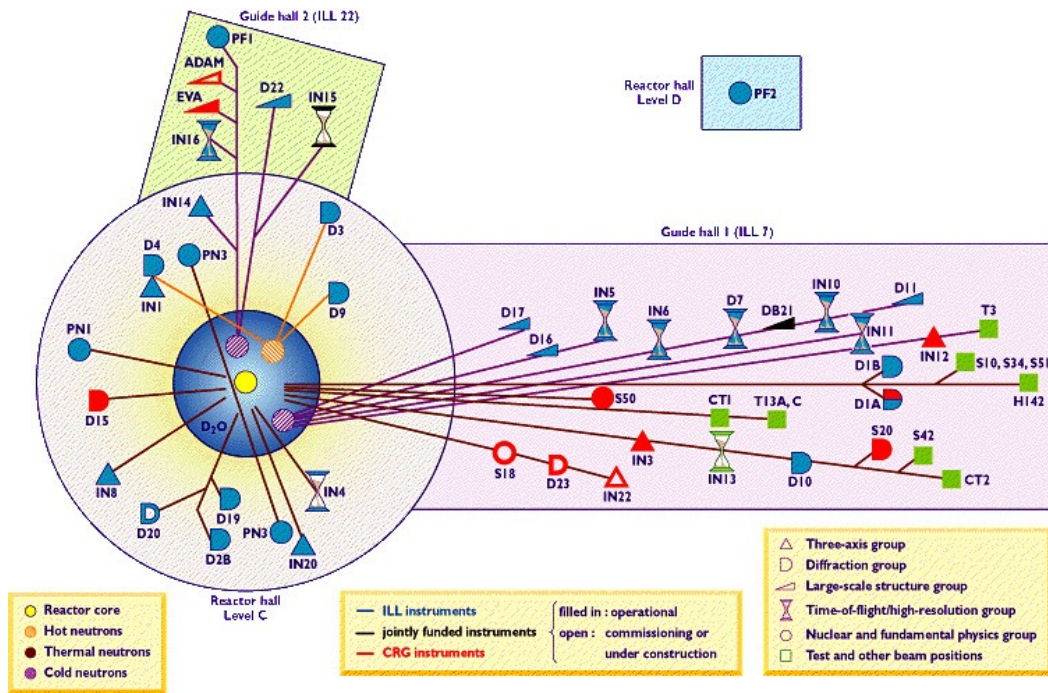 Guide hall 2 (ILL 22)
PF1
ADAM
EVA
D22
IN15
IN16
Reactor hall
Level D
PF2
IN14
D3
D4
PN3
IN1
D9
PN1
D15
D2O
IN8
D20
D19
D2B
PN3
IN4
IN20
Reactor hall
Level C
Guide hall 1 (ILL 7)
D17
D16
IN5
IN6
D7
DB21
IN10
D11
IN11
T3
IN12
D1B
S10, S34, S51
D1A
H142
S50
CT1
T13A, C
S20
S42
S18
D23
IN22
IN3
IN13
D10
CT2
Reactor core
Hot neutrons
Thermal neutrons
Cold neutrons
ILL instruments
jointly funded instruments
CRG instruments
filled in : operational
open : commissioning or
under construction
Three-axis group
Diffraction group
Large-scale structure group
Time-of-flight/high-resolution group
Nuclear and fundamental physics group
Test and other beam positions